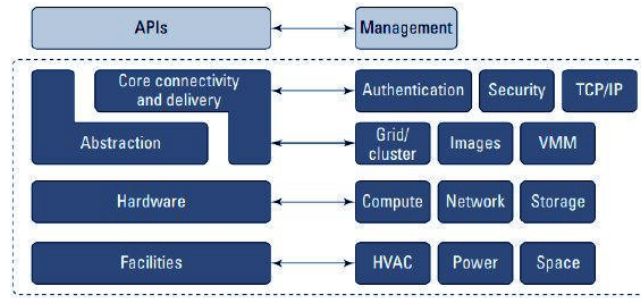 APIs
Management
Core connectivity
and delivery
Authentication
Security
TCP/IP
Abstraction
Grid/
cluster
Images
VMM
Hardware
Compute
Network
Storage
Facilities
HVAC
Power
Space